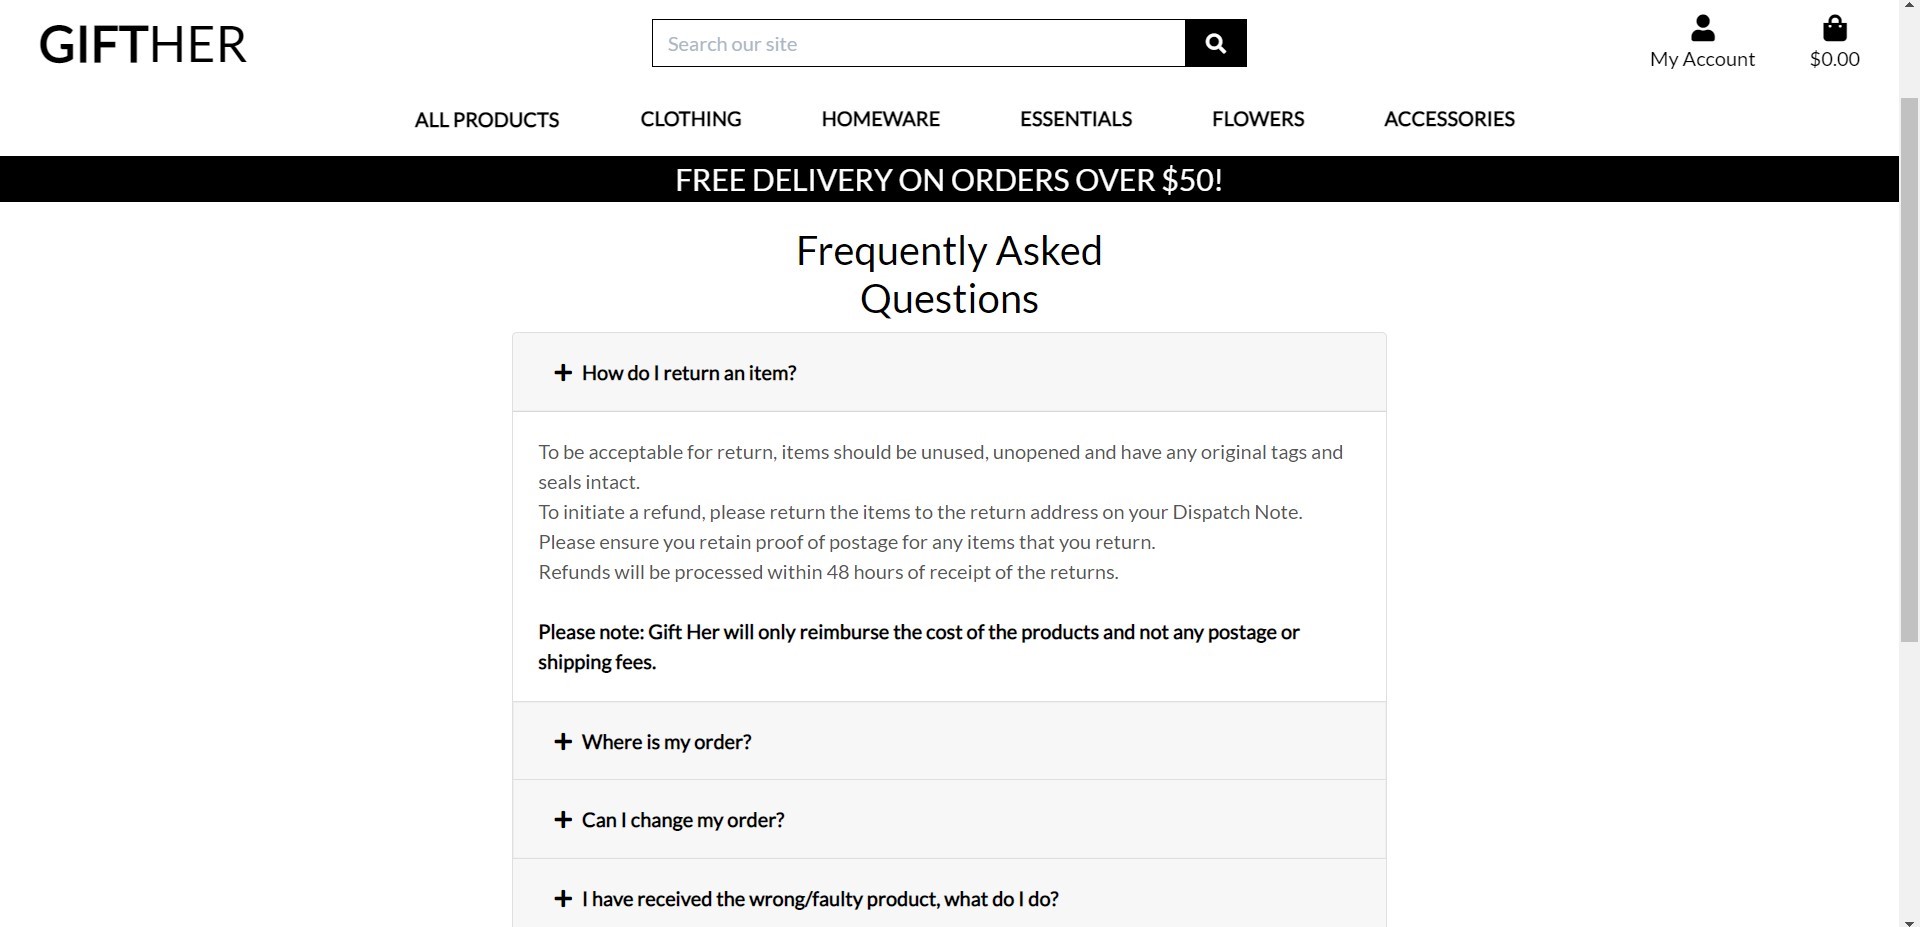 GIFTHER
Search our site
My Account
$0.00
ALL PRODUCTS
CLOTHING
HOMEWARE
ESSENTIALS
FLOWERS
ACCESSORIES
FREE DELIVERY ON ORDERS OVER $50!
Frequently Asked
Questions
+ How do I return an item?
To be acceptable for return, items should be unused, unopened and have any original tags and
seals intact.
To initiate a refund, please return the items to the return address on your Dispatch Note.
Please ensure you retain proof of postage for any items that you return.
Refunds will be processed within 48 hours of receipt of the returns.
Please note: Gift Her will only reimburse the cost of the products and not any postage or
shipping fees.
+ Where is my order?
+ Can I change my order?
+ I have received the wrong/faulty product, what do I do?